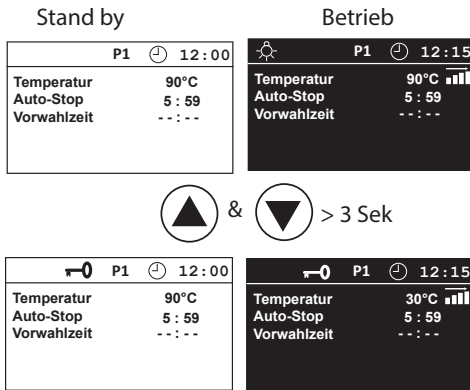 Stand by
Betrieb
P1 12:00
Temperatur 90°C
Auto-Stop 5 : 59
Vorwahlzeit - - : - -
P1 12:15
Temperatur 90°C
Auto-Stop 5 : 59
Vorwahlzeit - - : - -
& > 3 Sek
P1 12:00
Temperatur 90°C
Auto-Stop 5 : 59
Vorwahlzeit - - : - -
P1 12:15
Temperatur 30°C
Auto-Stop 5 : 59
Vorwahlzeit - - : - -